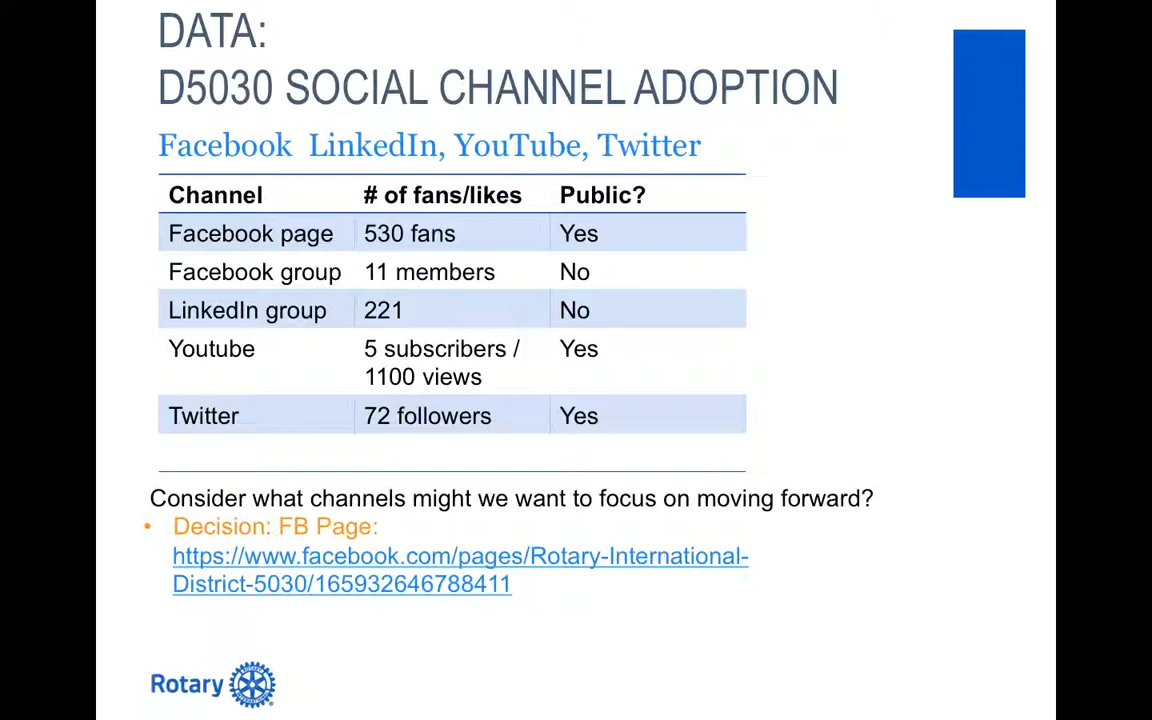 DATA:
D5030 SOCIAL CHANNEL ADOPTION
Facebook LinkedIn, YouTube, Twitter
Channel # of fans/likes Public?
Facebook page 530 fans Yes
Facebook group 11 members No
LinkedIn group 221 No
Youtube 5 subscribers / Yes
1100 views
Twitter 72 followers Yes
Consider what channels might we want to focus on moving forward?
• Decision: FB Page:
https://www.facebook.com/pages/Rotary-International-
District-5030/165932646788411
Rotary